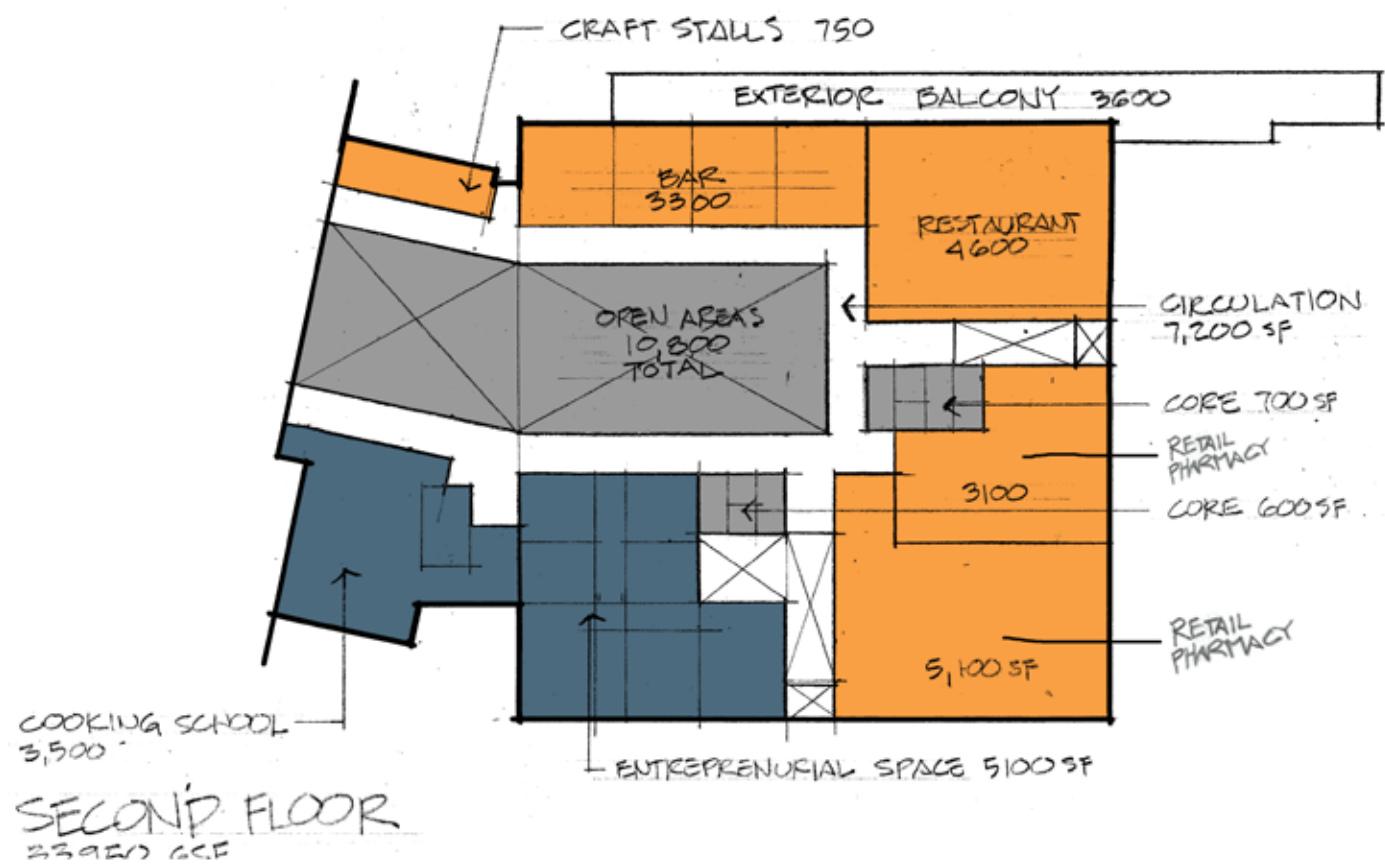 CRAFT STALLS 750
EXTERIOR BALCONY 3600
BAR
3300
RESTAURANT
4600
OPEN AREAS
10,800
TOTAL
CIRCULATION
7,200 SF
CORE 700 SF
RETAIL
PHARMACY
3100
CORE 600 SF
RETAIL
PHARMACY
5,100 SF
COOKING SCHOOL
3,500
ENTREPRENURIAL SPACE 5100 SF
SECOND FLOOR